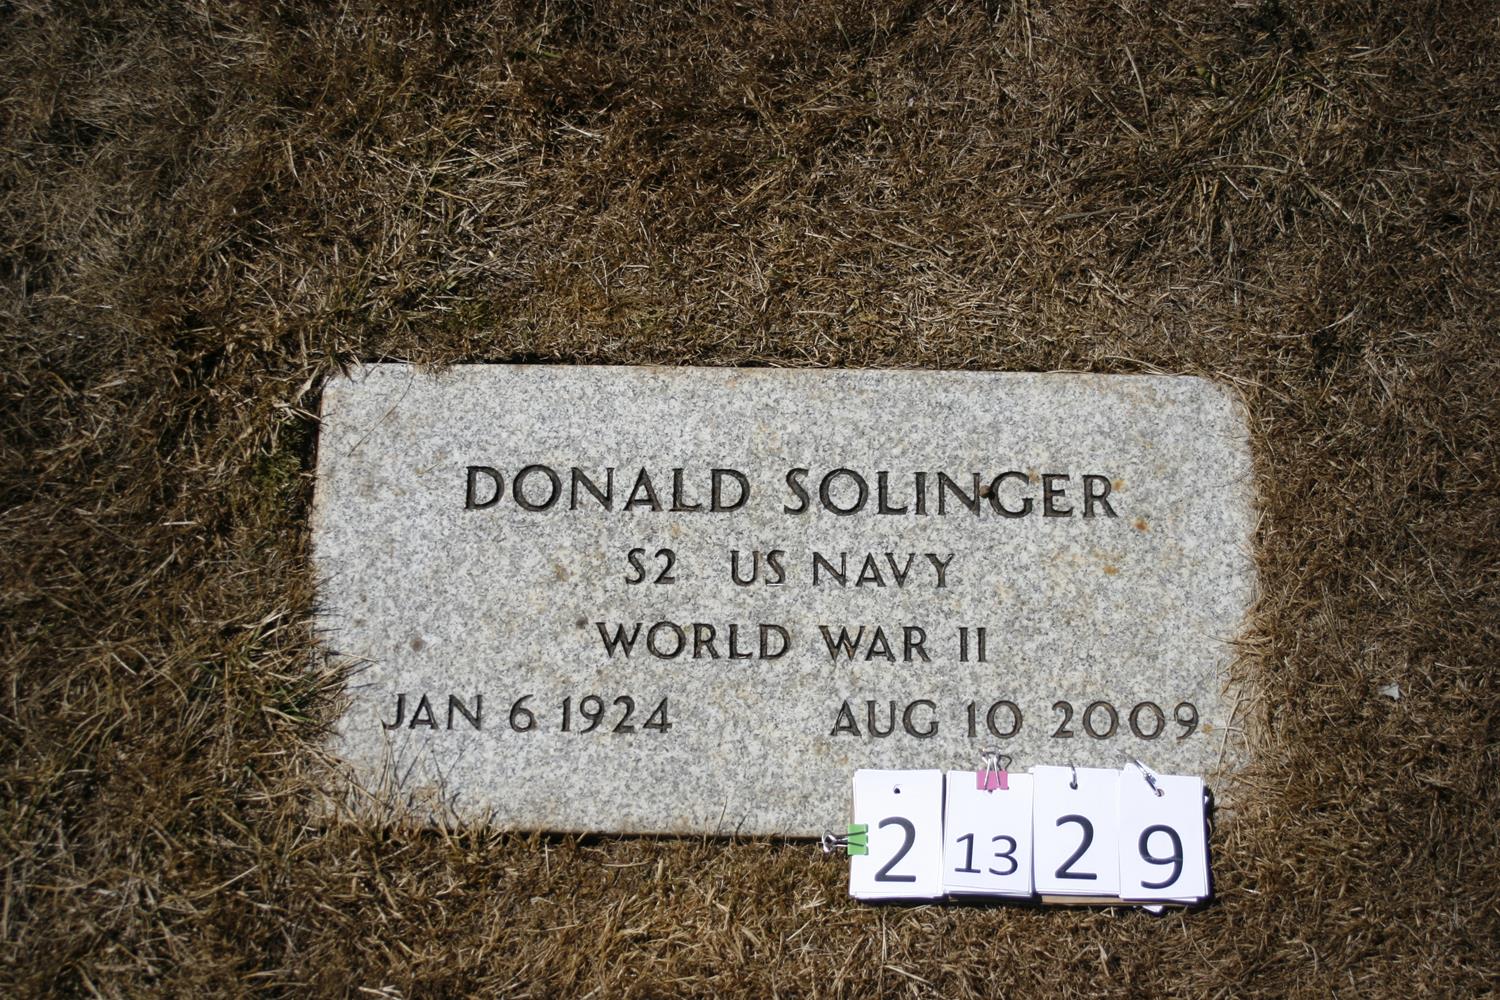 DONALD SOLINGER
S2 US NAVY
WORLD WAR II
JAN 6 1924 AUG 10 2009
2 13 2 9